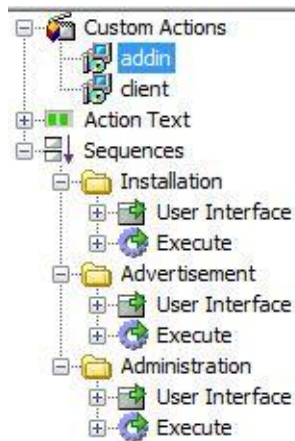 Custom Actions
addin
client
Action Text
Sequences
Installation
User Interface
Execute
Advertisement
User Interface
Execute
Administration
User Interface
Execute